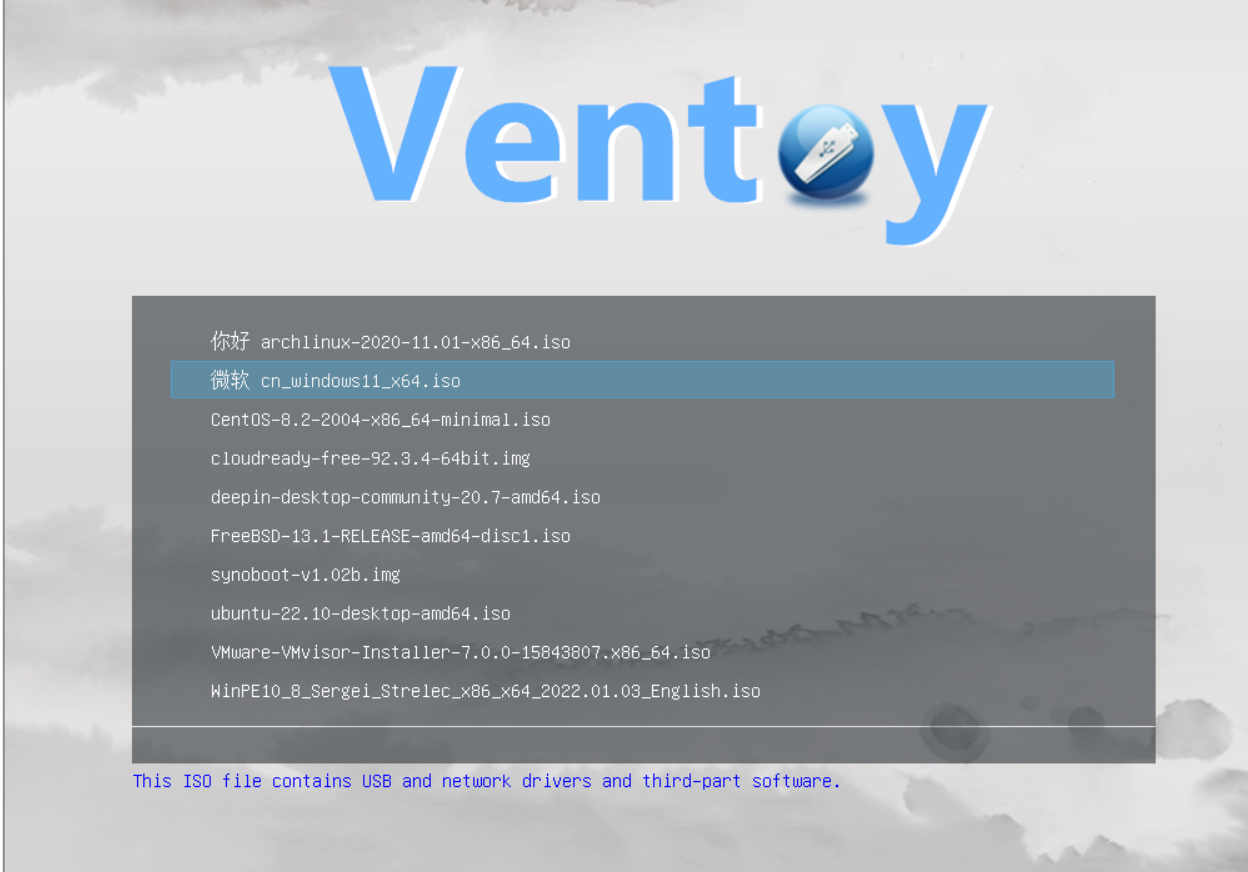 Ventoy
你好 archlinux-2020-11.01-x86_64.iso
微软 cn_windows11_x64.iso
CentOS-8.2-2004-x86_64-minimal.iso
cloudready-free-92.3.4-64bit.img
deepin-desktop-community-20.7-amd64.iso
FreeBSD-13.1-RELEASE-amd64-disc1.iso
synoboot-v1.02b.img
ubuntu-22.10-desktop-amd64.iso
VMware-VMvisor-Installer-7.0.0-15843807.x86_64.iso
WinPE10_8_Sergei_Strelec_x86_x64_2022.01.03_English.iso
This ISO file contains USB and network drivers and third-part software.